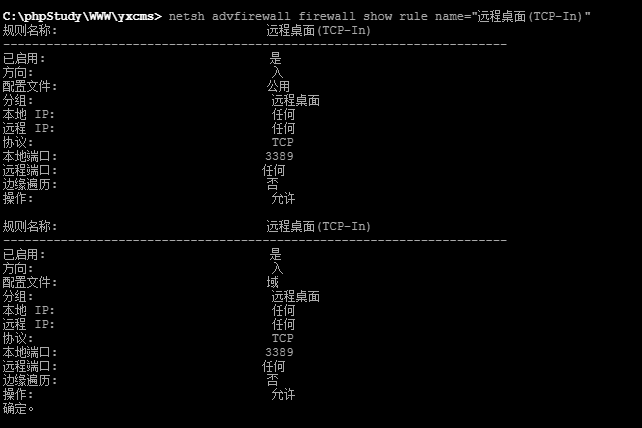 C:\phpStudy\WWW\yxcms> netsh advfirewall firewall show rule name="远程桌面(TCP-In)"
规则名称: 远程桌面(TCP-In)
----------------------------------------------------------------------
已启用: 是
方向: 入
配置文件: 公用
分组: 远程桌面
本地 IP: 任何
远程 IP: 任何
协议: TCP
本地端口: 3389
远程端口: 任何
边缘遍历: 否
操作: 允许
规则名称: 远程桌面(TCP-In)
----------------------------------------------------------------------
已启用: 是
方向: 入
配置文件: 域
分组: 远程桌面
本地 IP: 任何
远程 IP: 任何
协议: TCP
本地端口: 3389
远程端口: 任何
边缘遍历: 否
操作: 允许
确定。